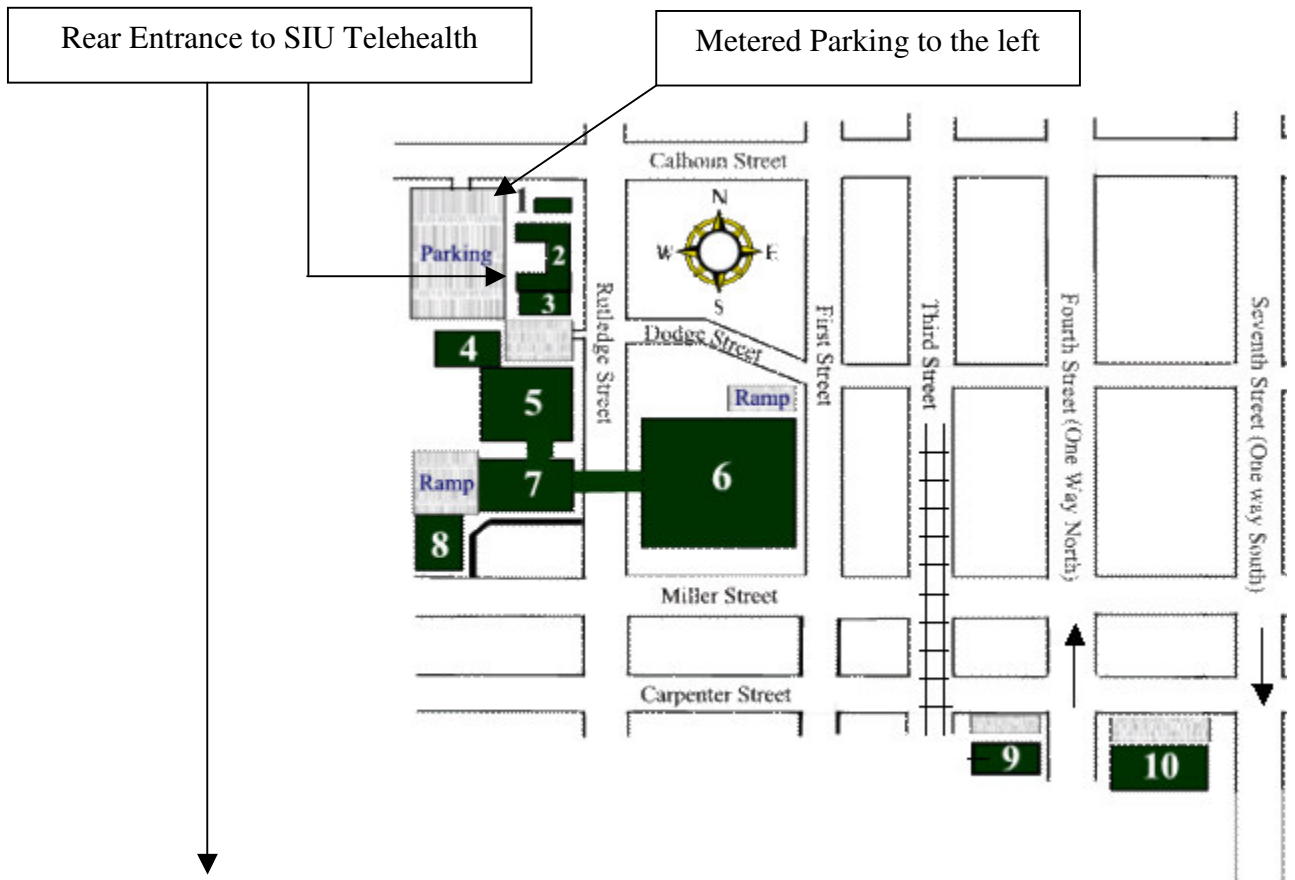 Rear Entrance to SIU Telehealth
Metered Parking to the left
Calhoun Street
1
N
W
E
S
Parking
2
3
Rutledge Street
Dodge Street
First Street
Third Street
Fourth Street (One Way North)
Seventh Street (One way South)
4
5
Ramp
6
Ramp
7
8
Miller Street
Carpenter Street
9
10